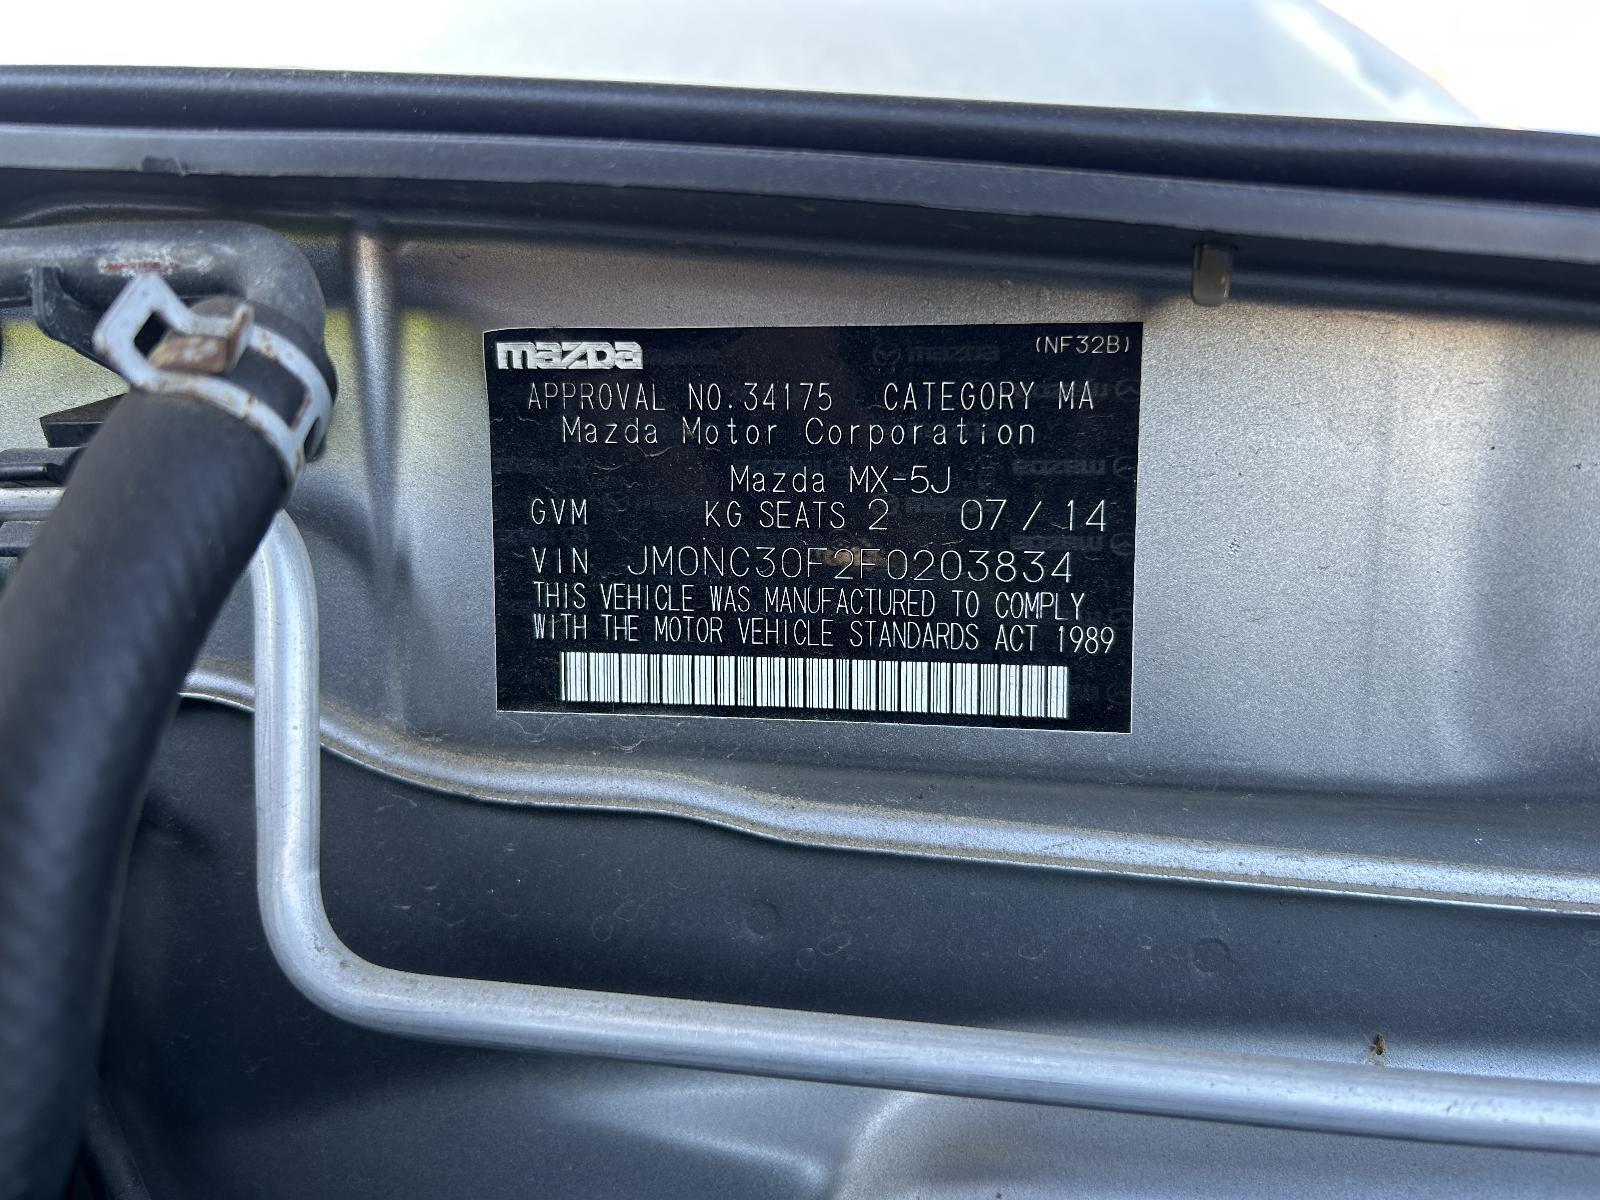 mazda (NF32B)
APPROVAL NO.34175 CATEGORY MA
Mazda Motor Corporation
Mazda MX-5J
GVM KG SEATS 2 07/14
VIN JM0NC30F2F0203834
THIS VEHICLE WAS MANUFACTURED TO COMPLY
WITH THE MOTOR VEHICLE STANDARDS ACT 1989